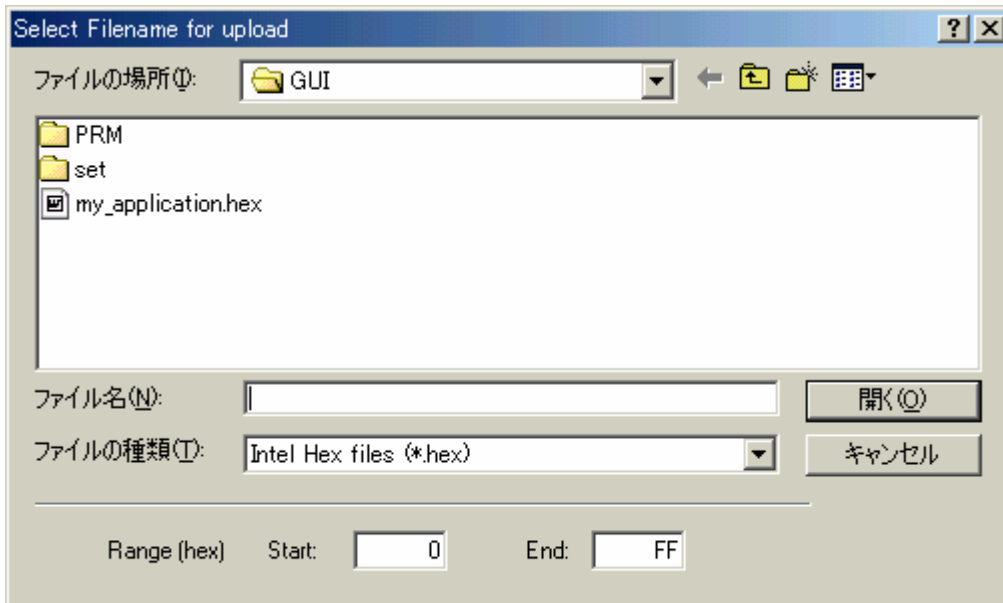 Select Filename for upload
ファイルの場所(I): GUI
PRM
set
my_application.hex
ファイル名(N): 開く(O)
ファイルの種類(T): Intel Hex files (*.hex) キャンセル
Range (hex) Start: 0 End: FF